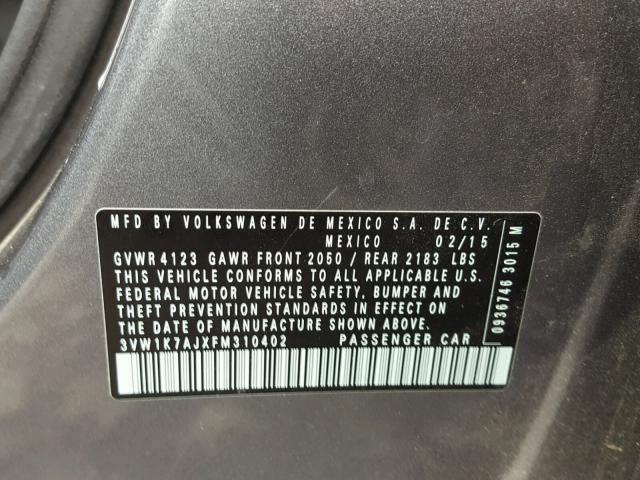 MFD BY VOLKSWAGEN DE MEXICO S.A. DE C.V.
MEXICO 02/15
GVWR 4123 GAWR FRONT 2050 / REAR 2183 LBS
THIS VEHICLE CONFORMS TO ALL APPLICABLE U.S.
FEDERAL MOTOR VEHICLE SAFETY, BUMPER AND
THEFT PREVENTION STANDARDS IN EFFECT ON
THE DATE OF MANUFACTURE SHOWN ABOVE.
3VW1K7AJXFM310402 PASSENGER CAR
0936746 3015 M